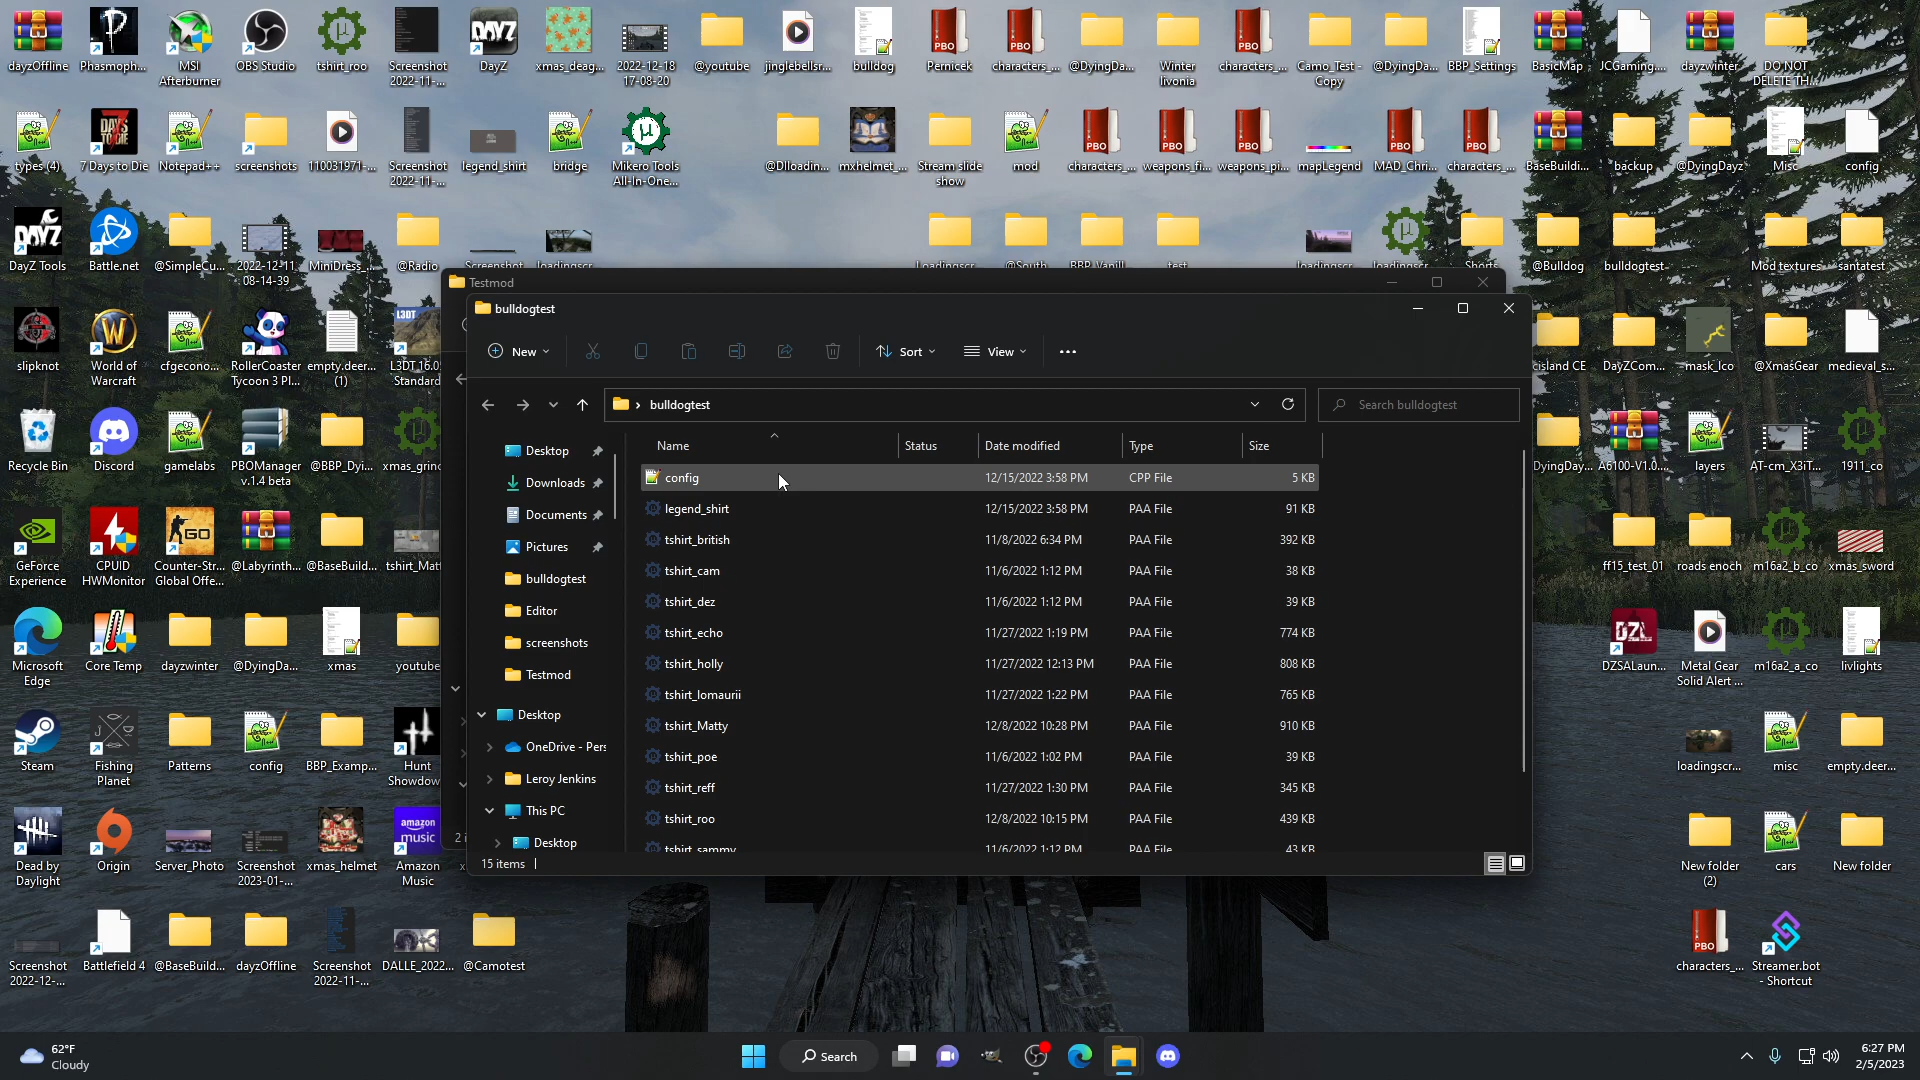 dayzOffline
Phasmoph...
MSI
Afterburner
OBS Studio
tshirt_roo
Screenshot
2022-11-...
DayZ
xmas_deag...
2022-12-18
17-08-20
@youtube
jinglebellsr...
bulldog
Pernicek
characters_...
@DyingDa...
Winter
livonia
characters_...
Camo_Test -
Copy
@DyingDa...
BBP_Settings
BasicMap
JCGaming....
dayzwinter
DO NOT
DELETE TH...
types (4)
7 Days to Die
Notepad++
screenshots
110031971-...
Screenshot
2022-11-...
legend_shirt
bridge
Mikero Tools
All-In-One...
@Dlloadin...
mxhelmet_...
Stream slide
show
mod
characters_...
weapons_fi...
weapons_pi...
mapLegend
MAD_Chri...
characters_...
BaseBuildi...
backup
@DyingDayz
Misc
config
DayZ Tools
Battle.net
@SimpleCu...
2022-12-11
08-14-39
MiniDress_...
@Radio
@Bulldog
bulldogtest
Mod textures
santatest
Testmod
bulldogtest
New
Sort
View
bulldogtest
Search bulldogtest
Name
Status
Date modified
Type
Size
config 12/15/2022 3:58 PM CPP File 5 KB
legend_shirt 12/15/2022 3:58 PM PAA File 91 KB
tshirt_british 11/8/2022 6:34 PM PAA File 392 KB
tshirt_cam 11/6/2022 1:12 PM PAA File 38 KB
tshirt_dez 11/6/2022 1:12 PM PAA File 39 KB
tshirt_echo 11/27/2022 1:19 PM PAA File 774 KB
tshirt_holly 11/27/2022 12:13 PM PAA File 808 KB
tshirt_lomaurii 11/27/2022 1:22 PM PAA File 765 KB
tshirt_Matty 12/8/2022 10:28 PM PAA File 910 KB
tshirt_poe 11/6/2022 1:02 PM PAA File 39 KB
tshirt_reff 11/27/2022 1:30 PM PAA File 345 KB
tshirt_roo 12/8/2022 10:15 PM PAA File 439 KB
tshirt_sammy 11/6/2022 1:12 PM PAA File 43 KB
Desktop
Downloads
Documents
Pictures
bulldogtest
Editor
screenshots
Testmod
Desktop
OneDrive - Pers
Leroy Jenkins
This PC
Desktop
15 items
slipknot
World of
Warcraft
cfgecono...
RollerCoaster
Tycoon 3 Pl...
empty.deer...
(1)
L3DT 16.0
Standard
island CE
DayZCom...
mask_lco
@XmasGear
medieval_s...
Recycle Bin
Discord
gamelabs
PBOManager
v.1.4 beta
@BBP_Dyi...
xmas_grinc
DyingDay...
A6100-V1.0....
layers
AT-cm_X3iT...
1911_co
GeForce
Experience
CPUID
HWMonitor
Counter-Str...
Global Offe...
@Labyrinth...
@BaseBuild...
tshirt_Matt
ff15_test_01
roads enoch
m16a2_b_co
xmas_sword
Microsoft
Edge
Core Temp
dayzwinter
@DyingDa...
xmas
youtube
DZSALaun...
Metal Gear
Solid Alert ...
m16a2_a_co
livlights
Steam
Fishing
Planet
Patterns
config
BBP_Examp...
Hunt
Showdow
loadingscr...
misc
empty.deer...
Dead by
Daylight
Origin
Server_Photo
Screenshot
2023-01-...
xmas_helmet
Amazon
Music
New folder
(2)
cars
New folder
Screenshot
2022-12-...
Battlefield 4
@BaseBuild...
dayzOffline
Screenshot
2022-11-...
DALLE_2022...
@Camotest
characters_...
Streamer.bot
- Shortcut
62°F
Cloudy
Search
6:27 PM
2/5/2023